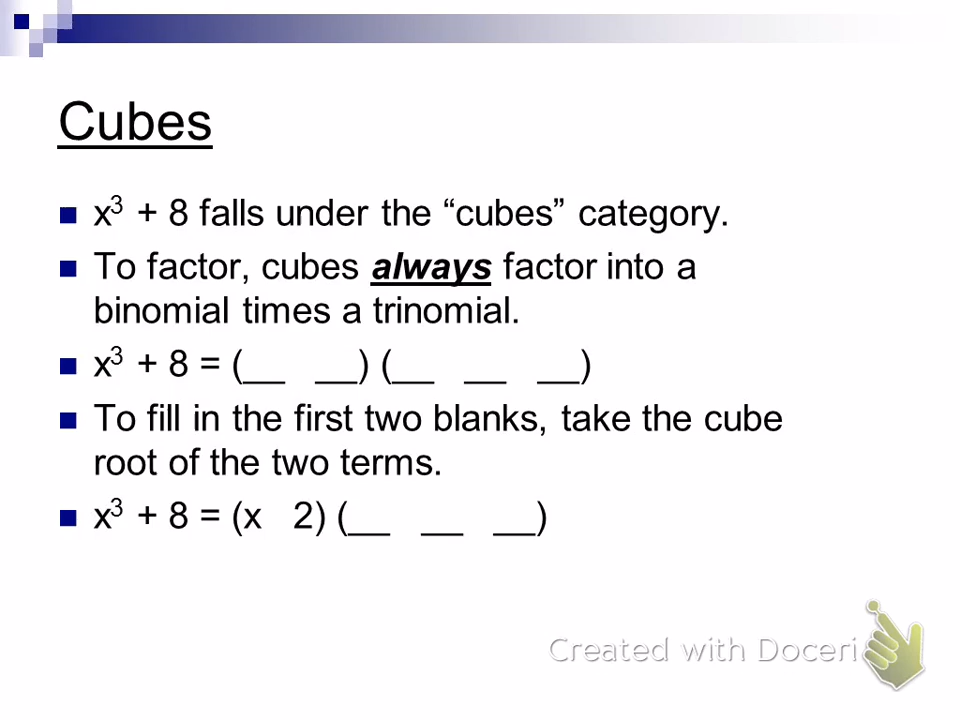 Cubes
x³ + 8 falls under the “cubes” category.
To factor, cubes always factor into a
binomial times a trinomial.
x³ + 8 = (__ __) (__ __ __)
To fill in the first two blanks, take the cube
root of the two terms.
x³ + 8 = (x 2) (__ __ __)
Created with Doceri